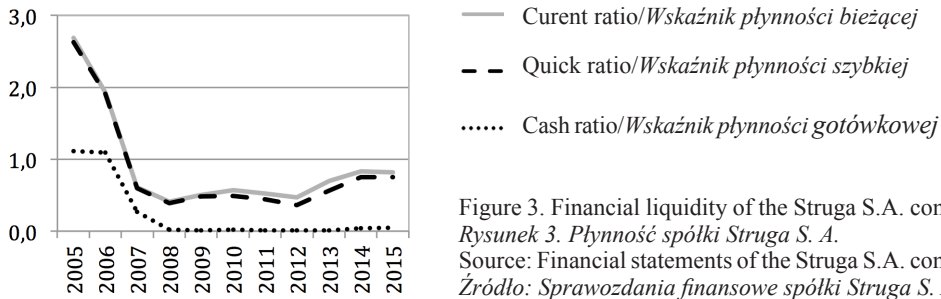 3,0
2,0
1,0
0,0
2005
2006
2007
2008
2009
2010
2011
2012
2013
2014
2015
Curent ratio/Wskaźnik płynności bieżącej
Quick ratio/Wskaźnik płynności szybkiej
Cash ratio/Wskaźnik płynności gotówkowej
Figure 3. Financial liquidity of the Struga S.A.
Rysunek 3. Płynność spółki Struga S. A.
Source: Financial statements of the Struga S.A.
Źródło: Sprawozdania finansowe spółki Struga S.